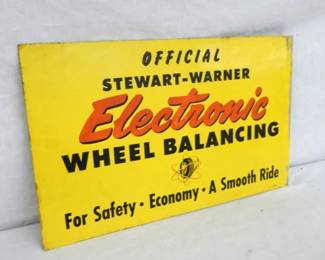 OFFICIAL
STEWART-WARNER
Electronic
WHEEL BALANCING
For Safety • Economy • A Smooth Ride